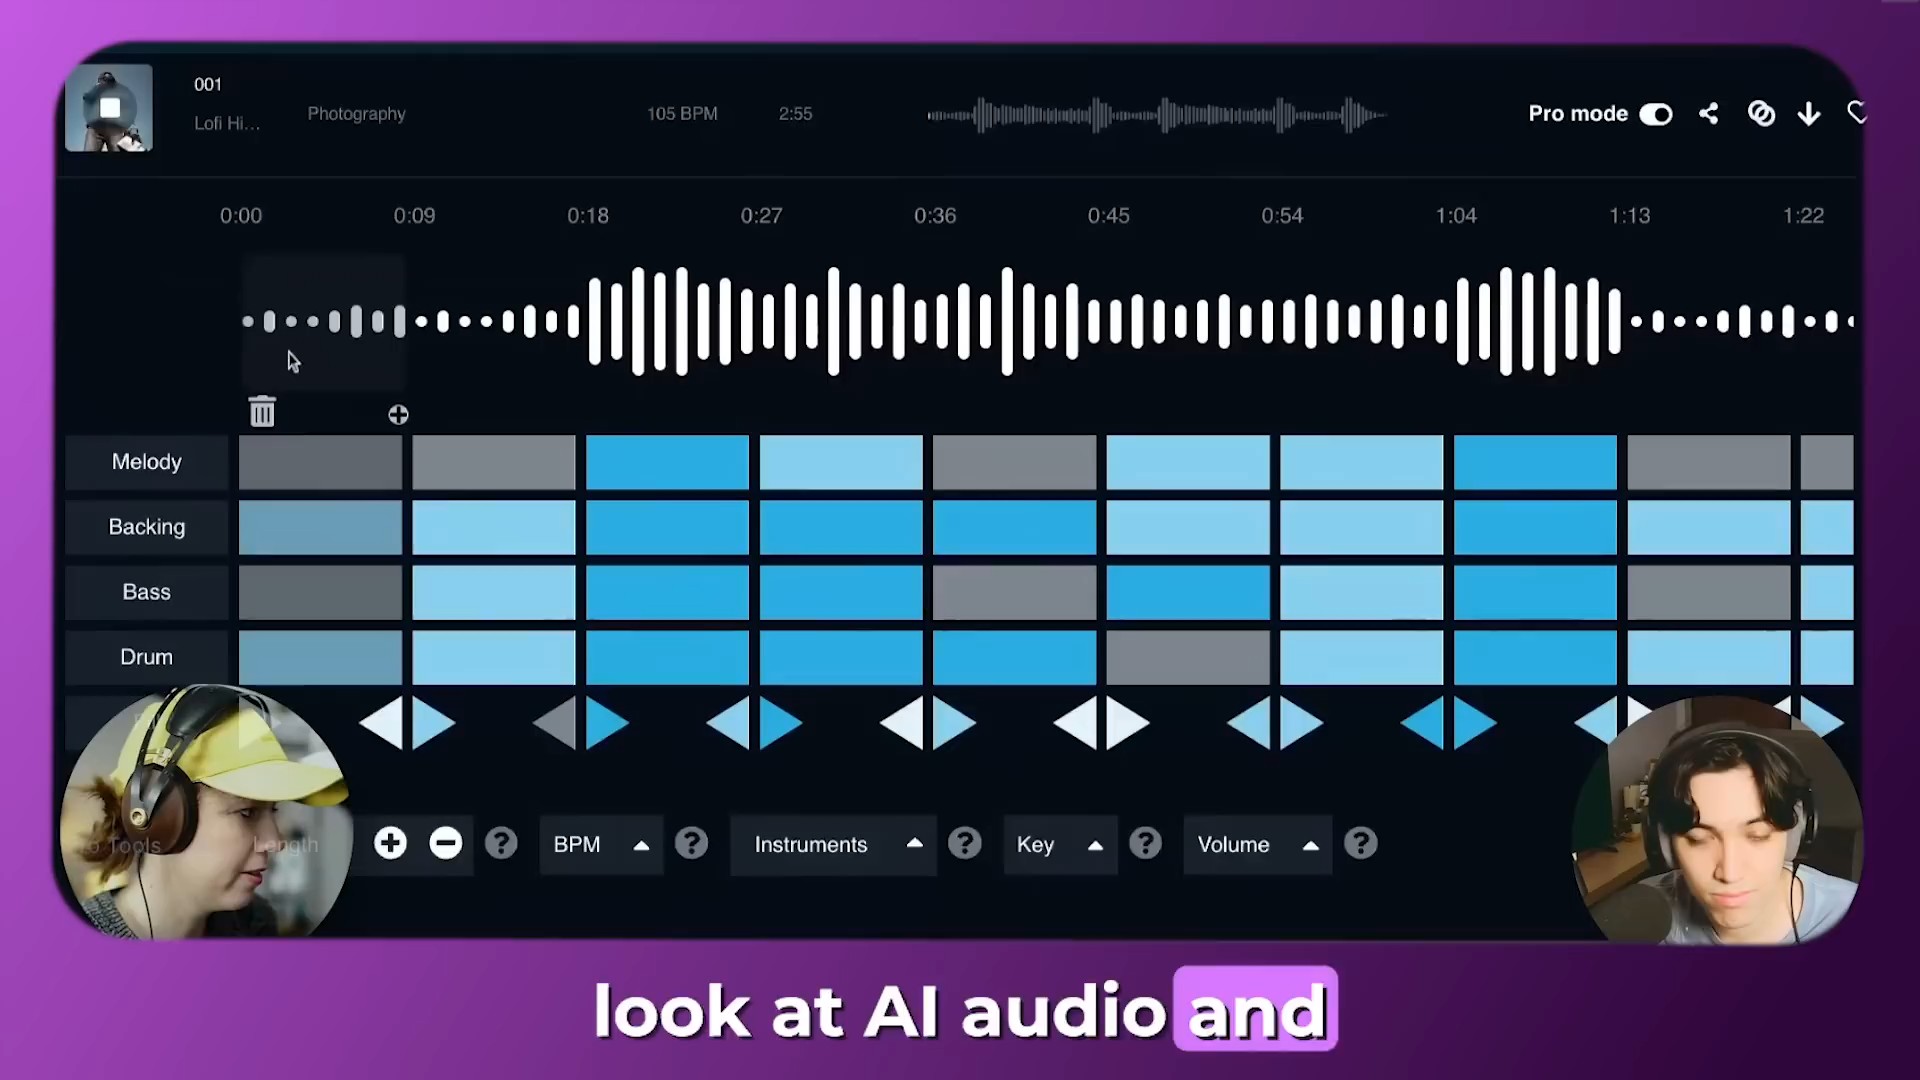 001
Lofi Hi...
Photography
105 BPM
2:55
Pro mode
0:00 0:09 0:18 0:27 0:36 0:45 0:54 1:04 1:13 1:22
Melody
Backing
Bass
Drum
Tools
Length
BPM
Instruments
Key
Volume
look at AI audio and